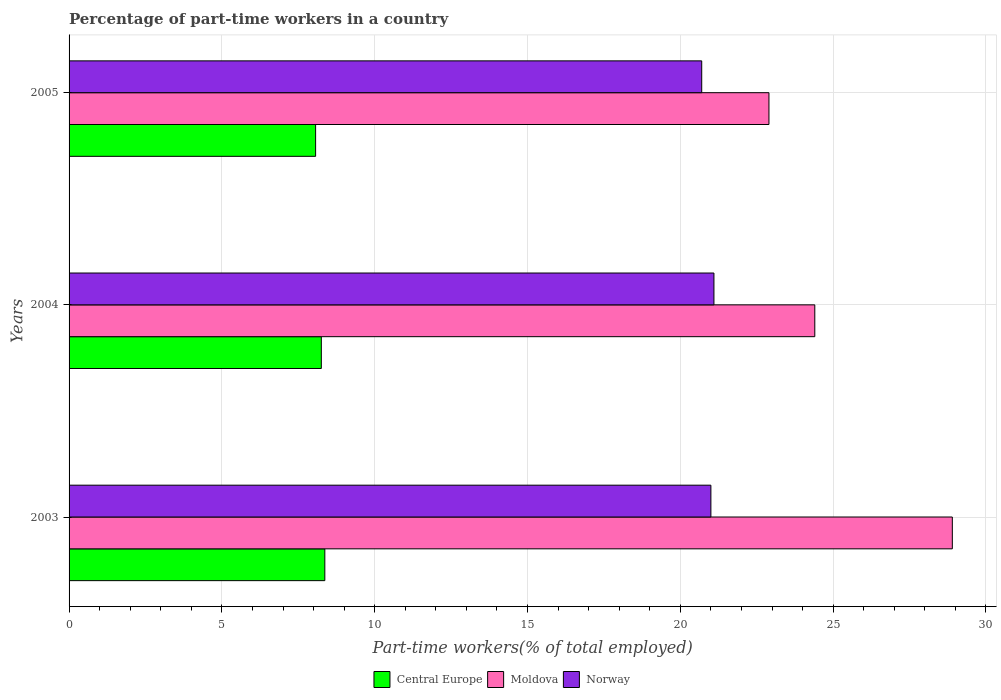 Percentage of part-time workers in a country
2005
2004
2003
Years
0 5 10 15 20 25 30
Part-time workers(% of total employed)
Central Europe Moldova Norway